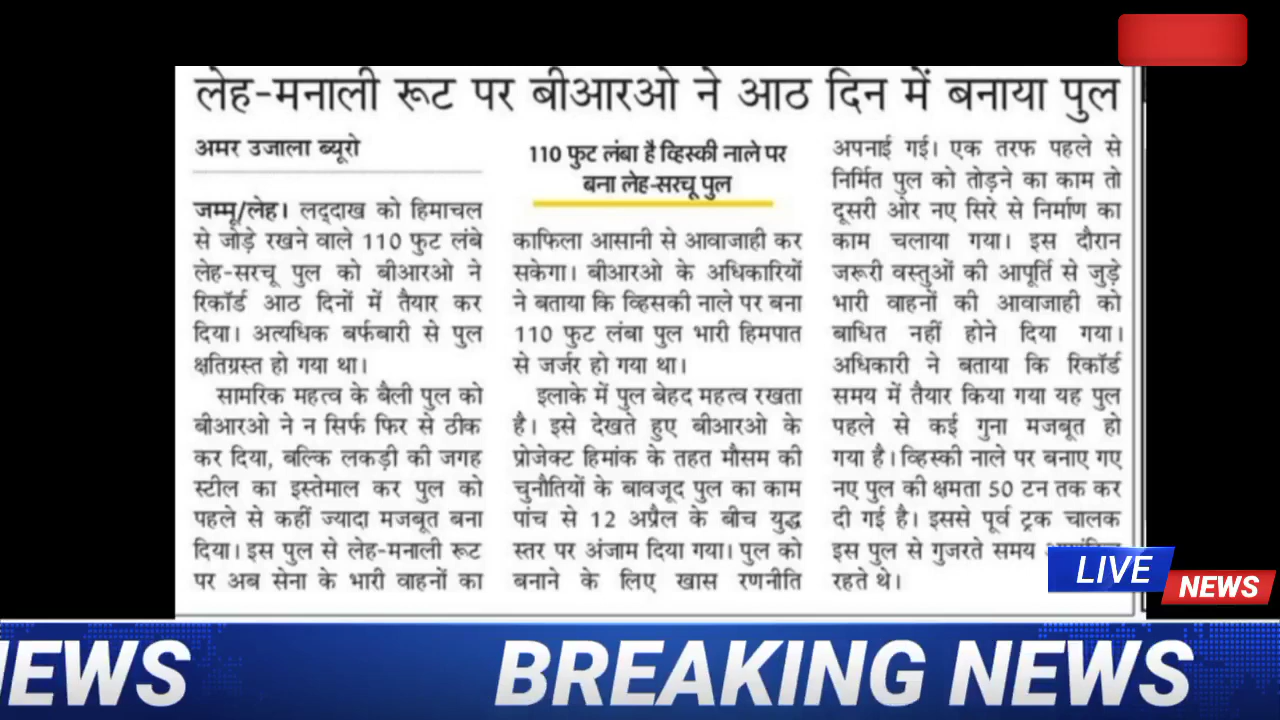 लेह-मनाली रूट पर बीआरओ ने आठ दिन में बनाया पुल
अमर उजाला ब्यूरो
जम्मू/लेह। लद्दाख को हिमाचल
से जोड़े रखने वाले 110 फुट लंबे
लेह-सरचू पुल को बीआरओ ने
रिकॉर्ड आठ दिनों में तैयार कर
दिया। अत्यधिक बर्फबारी से पुल
क्षतिग्रस्त हो गया था।
सामरिक महत्व के बैली पुल को
बीआरओ ने न सिर्फ फिर से ठीक
कर दिया, बल्कि लकड़ी की जगह
स्टील का इस्तेमाल कर पुल को
पहले से कहीं ज्यादा मजबूत बना
दिया। इस पुल से लेह-मनाली रूट
पर अब सेना के भारी वाहनों का
110 फुट लंबा है व्हिस्की नाले पर
बना लेह-सरचू पुल
काफिला आसानी से आवाजाही कर
सकेगा। बीआरओ के अधिकारियों
ने बताया कि व्हिसकी नाले पर बना
110 फुट लंबा पुल भारी हिमपात
से जर्जर हो गया था।
इलाके में पुल बेहद महत्व रखता
है। इसे देखते हुए बीआरओ के
प्रोजेक्ट हिमांक के तहत मौसम की
चुनौतियों के बावजूद पुल का काम
पांच से 12 अप्रैल के बीच युद्ध
स्तर पर अंजाम दिया गया। पुल को
बनाने के लिए खास रणनीति
अपनाई गई। एक तरफ पहले से
निर्मित पुल को तोड़ने का काम तो
दूसरी ओर नए सिरे से निर्माण का
काम चलाया गया। इस दौरान
जरूरी वस्तुओं की आपूर्ति से जुड़े
भारी वाहनों की आवाजाही को
बाधित नहीं होने दिया गया।
अधिकारी ने बताया कि रिकॉर्ड
समय में तैयार किया गया यह पुल
पहले से कई गुना मजबूत हो
गया है। व्हिस्की नाले पर बनाए गए
नए पुल की क्षमता 50 टन तक कर
दी गई है। इससे पूर्व ट्रक चालक
इस पुल से गुजरते समय
रहते थे।
LIVE
NEWS
NEWS BREAKING NEWS